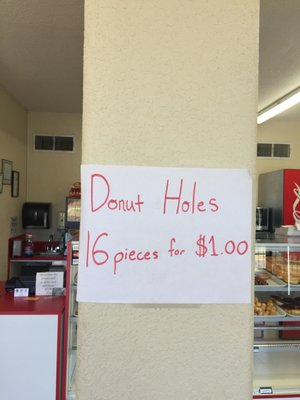 Donut Holes
16 pieces for $1.00